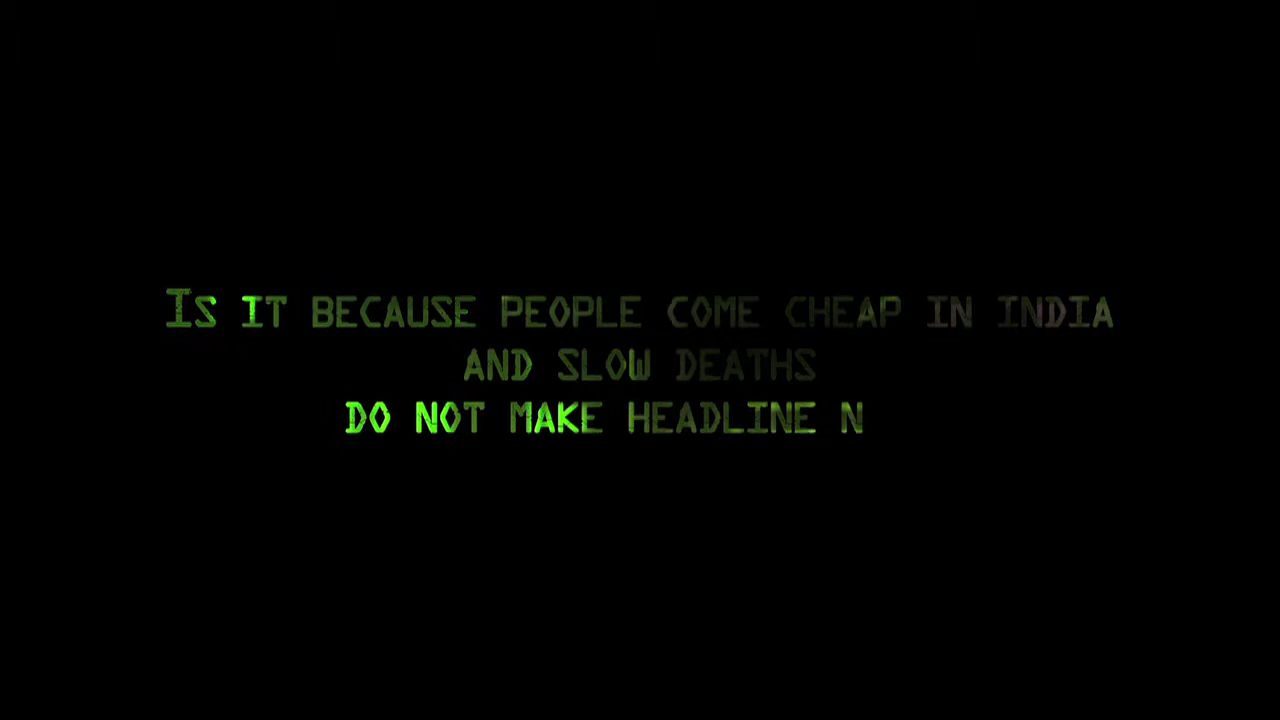 Is it because people come cheap in india
and slow deaths
do not make headline n